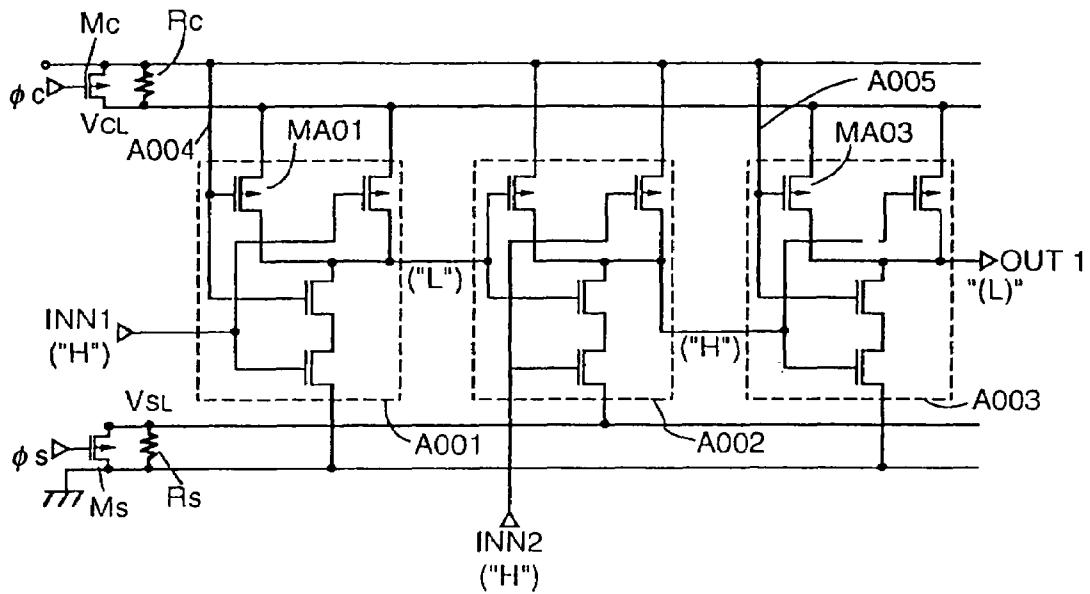 Mc
Rc
φc
VCL
A004
MA01
A005
MA03
("L")
OUT 1
"(L)"
INN1
("H")
("H")
VSL
A001
A002
A003
φs
Ms
Rs
INN2
("H")